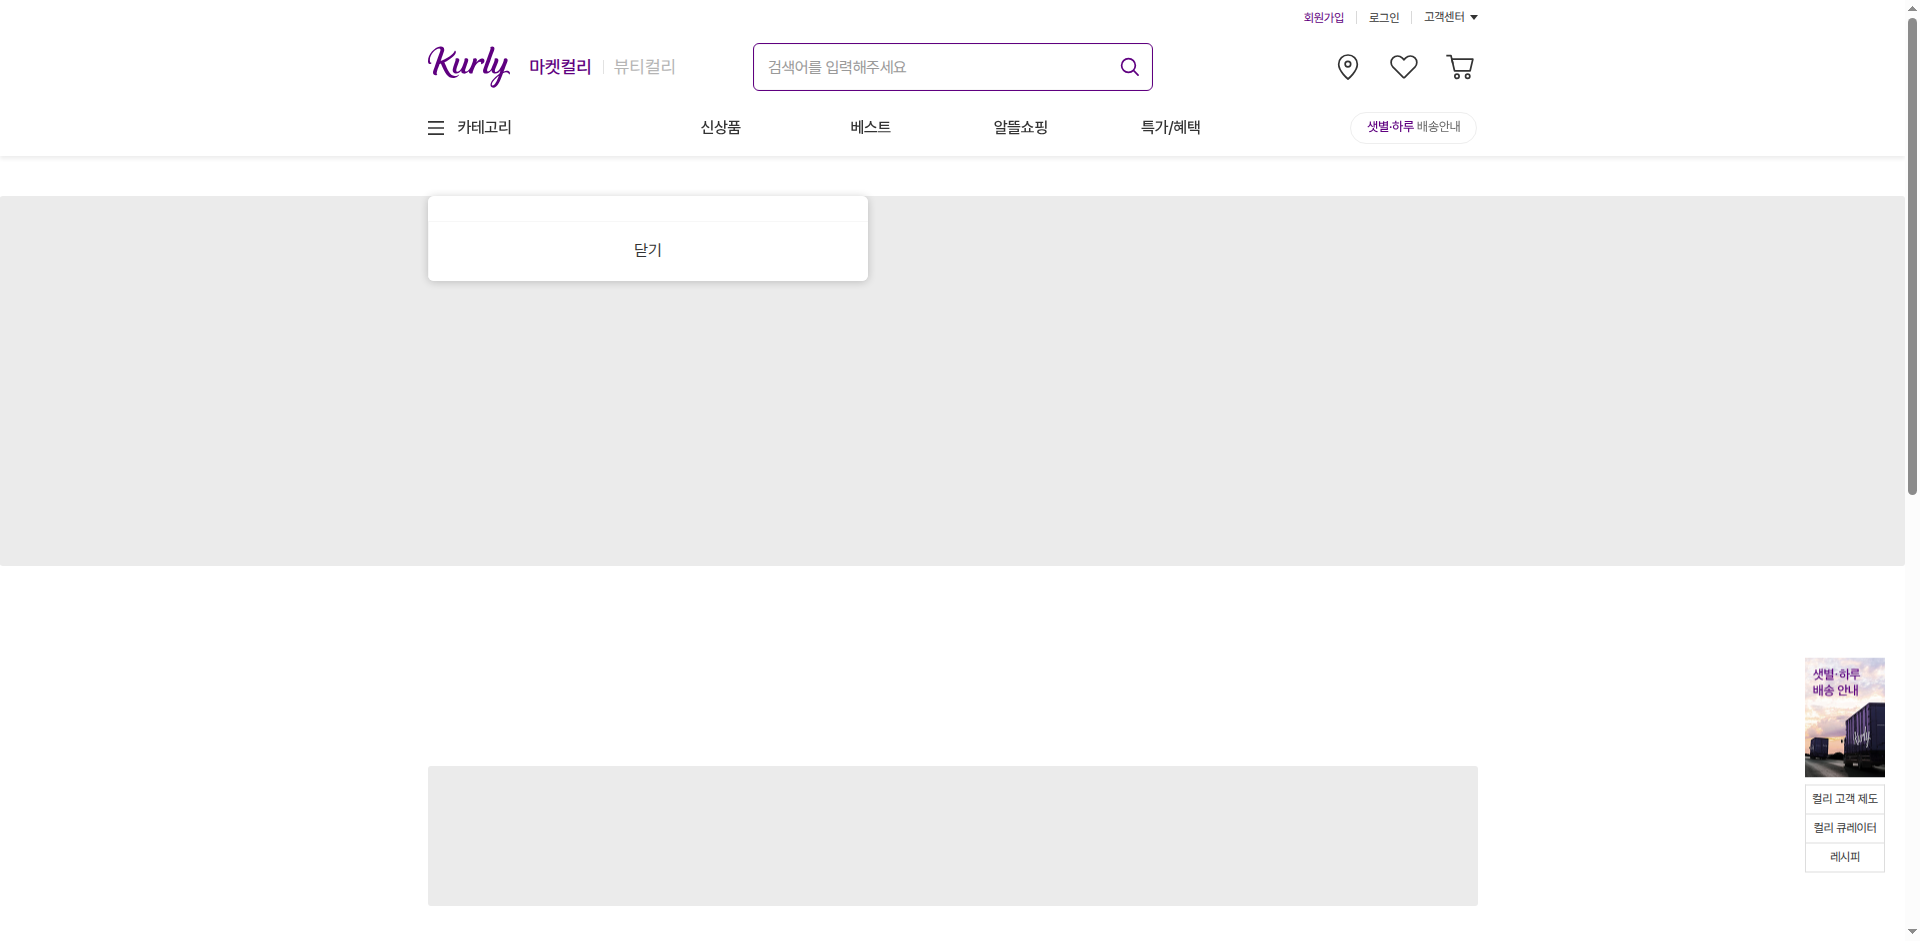 회원가입
로그인
고객센터
Kurly
마켓컬리
뷰티컬리
검색어를 입력해주세요
카테고리
신상품
베스트
알뜰쇼핑
특가/혜택
샛별·하루 배송안내
닫기
샛별·하루
배송 안내
Kurly
컬리 고객 제도
컬리 큐레이터
레시피